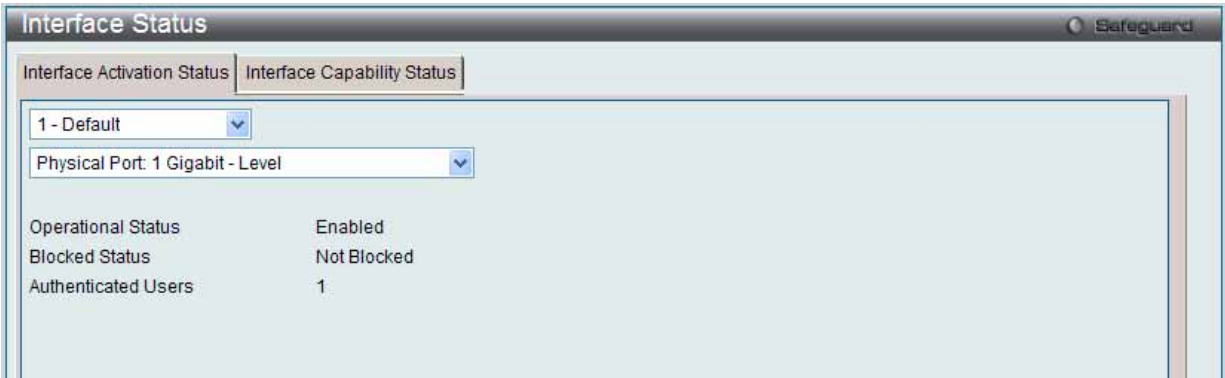 Interface Status
Safeguard
Interface Activation Status
Interface Capability Status
1 - Default
Physical Port: 1 Gigabit - Level
Operational Status Enabled
Blocked Status Not Blocked
Authenticated Users 1